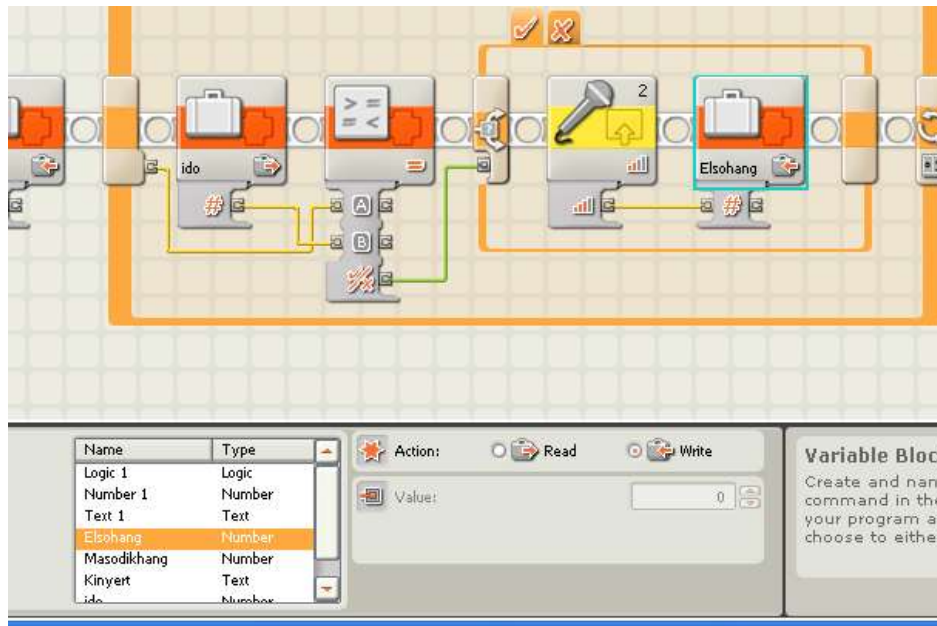 2
ido
Elsohang
#
#
A
B
Name Type
Logic 1 Logic
Number 1 Number
Text 1 Text
Elsohang Number
Masodikhang Number
Kinyert Text
ido Number
Action: Read Write
Value: 0
Variable Bloc
Create and nan
command in the
your program a
choose to eithe